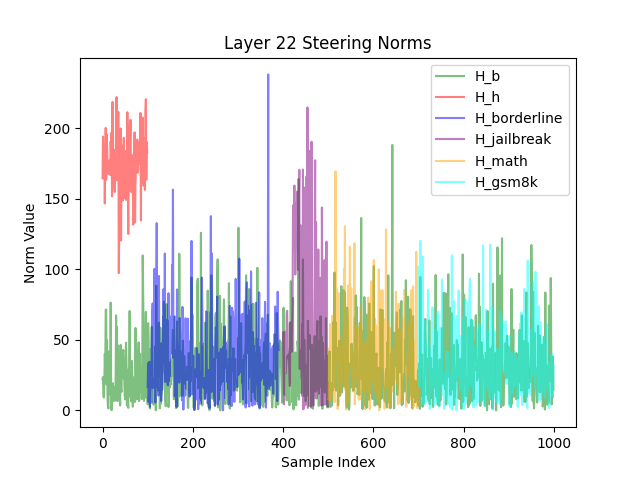 Layer 22 Steering Norms
Norm Value
200
150
100
50
0
0 200 400 600 800 1000
Sample Index
H_b
H_h
H_borderline
H_jailbreak
H_math
H_gsm8k